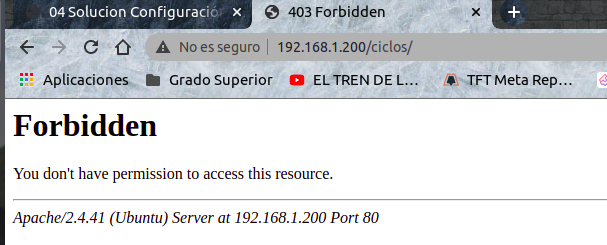 04 Solucion Configuración
403 Forbidden
No es seguro 192.168.1.200/ciclos/
Aplicaciones Grado Superior EL TREN DE L… TFT Meta Rep…
Forbidden
You don't have permission to access this resource.
Apache/2.4.41 (Ubuntu) Server at 192.168.1.200 Port 80